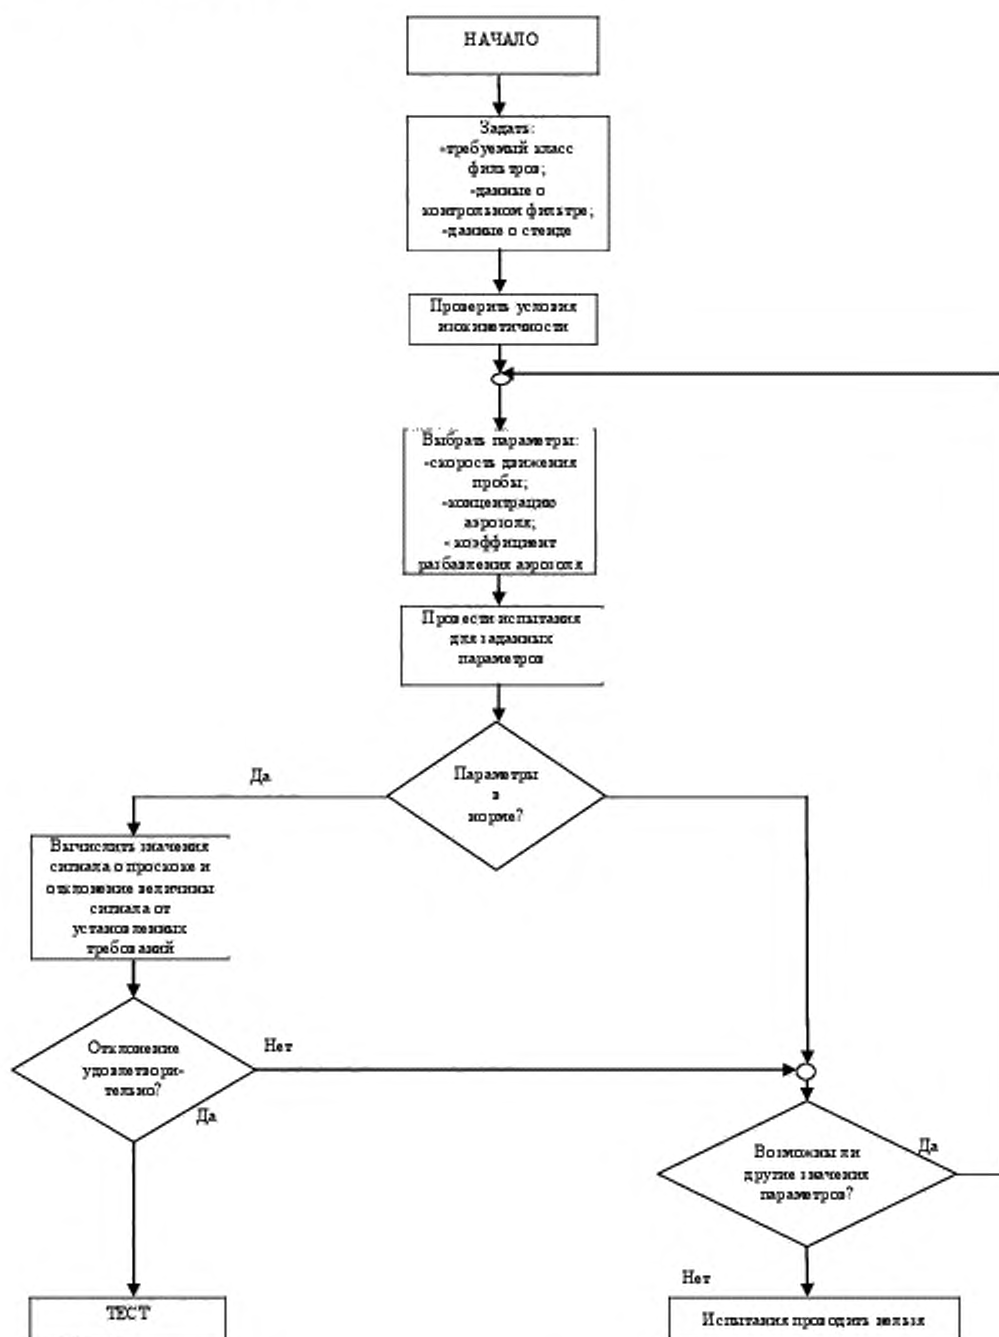 НАЧАЛО
Задать:
-требуемый класс
фильтров;
-данные о
контрольном фильтре;
-данные о стенде
Проверить условия
изокинетичности
Выбрать параметры:
-скорость движения
пробы;
-концентрацию
аэрозоля;
- коэффициент
разбавления аэрозоля
Провести испытания
для заданных
параметров
Параметры
в
норме?
Да
Вычислить значения
сигнала о проскоке и
отклонение величины
сигнала от
установленных
требований
Отклонение
удовлетвори-
тельно?
Нет
Да
Возможны ли
другие значения
параметров?
Да
Нет
ТЕСТ
Испытания проводить нельзя